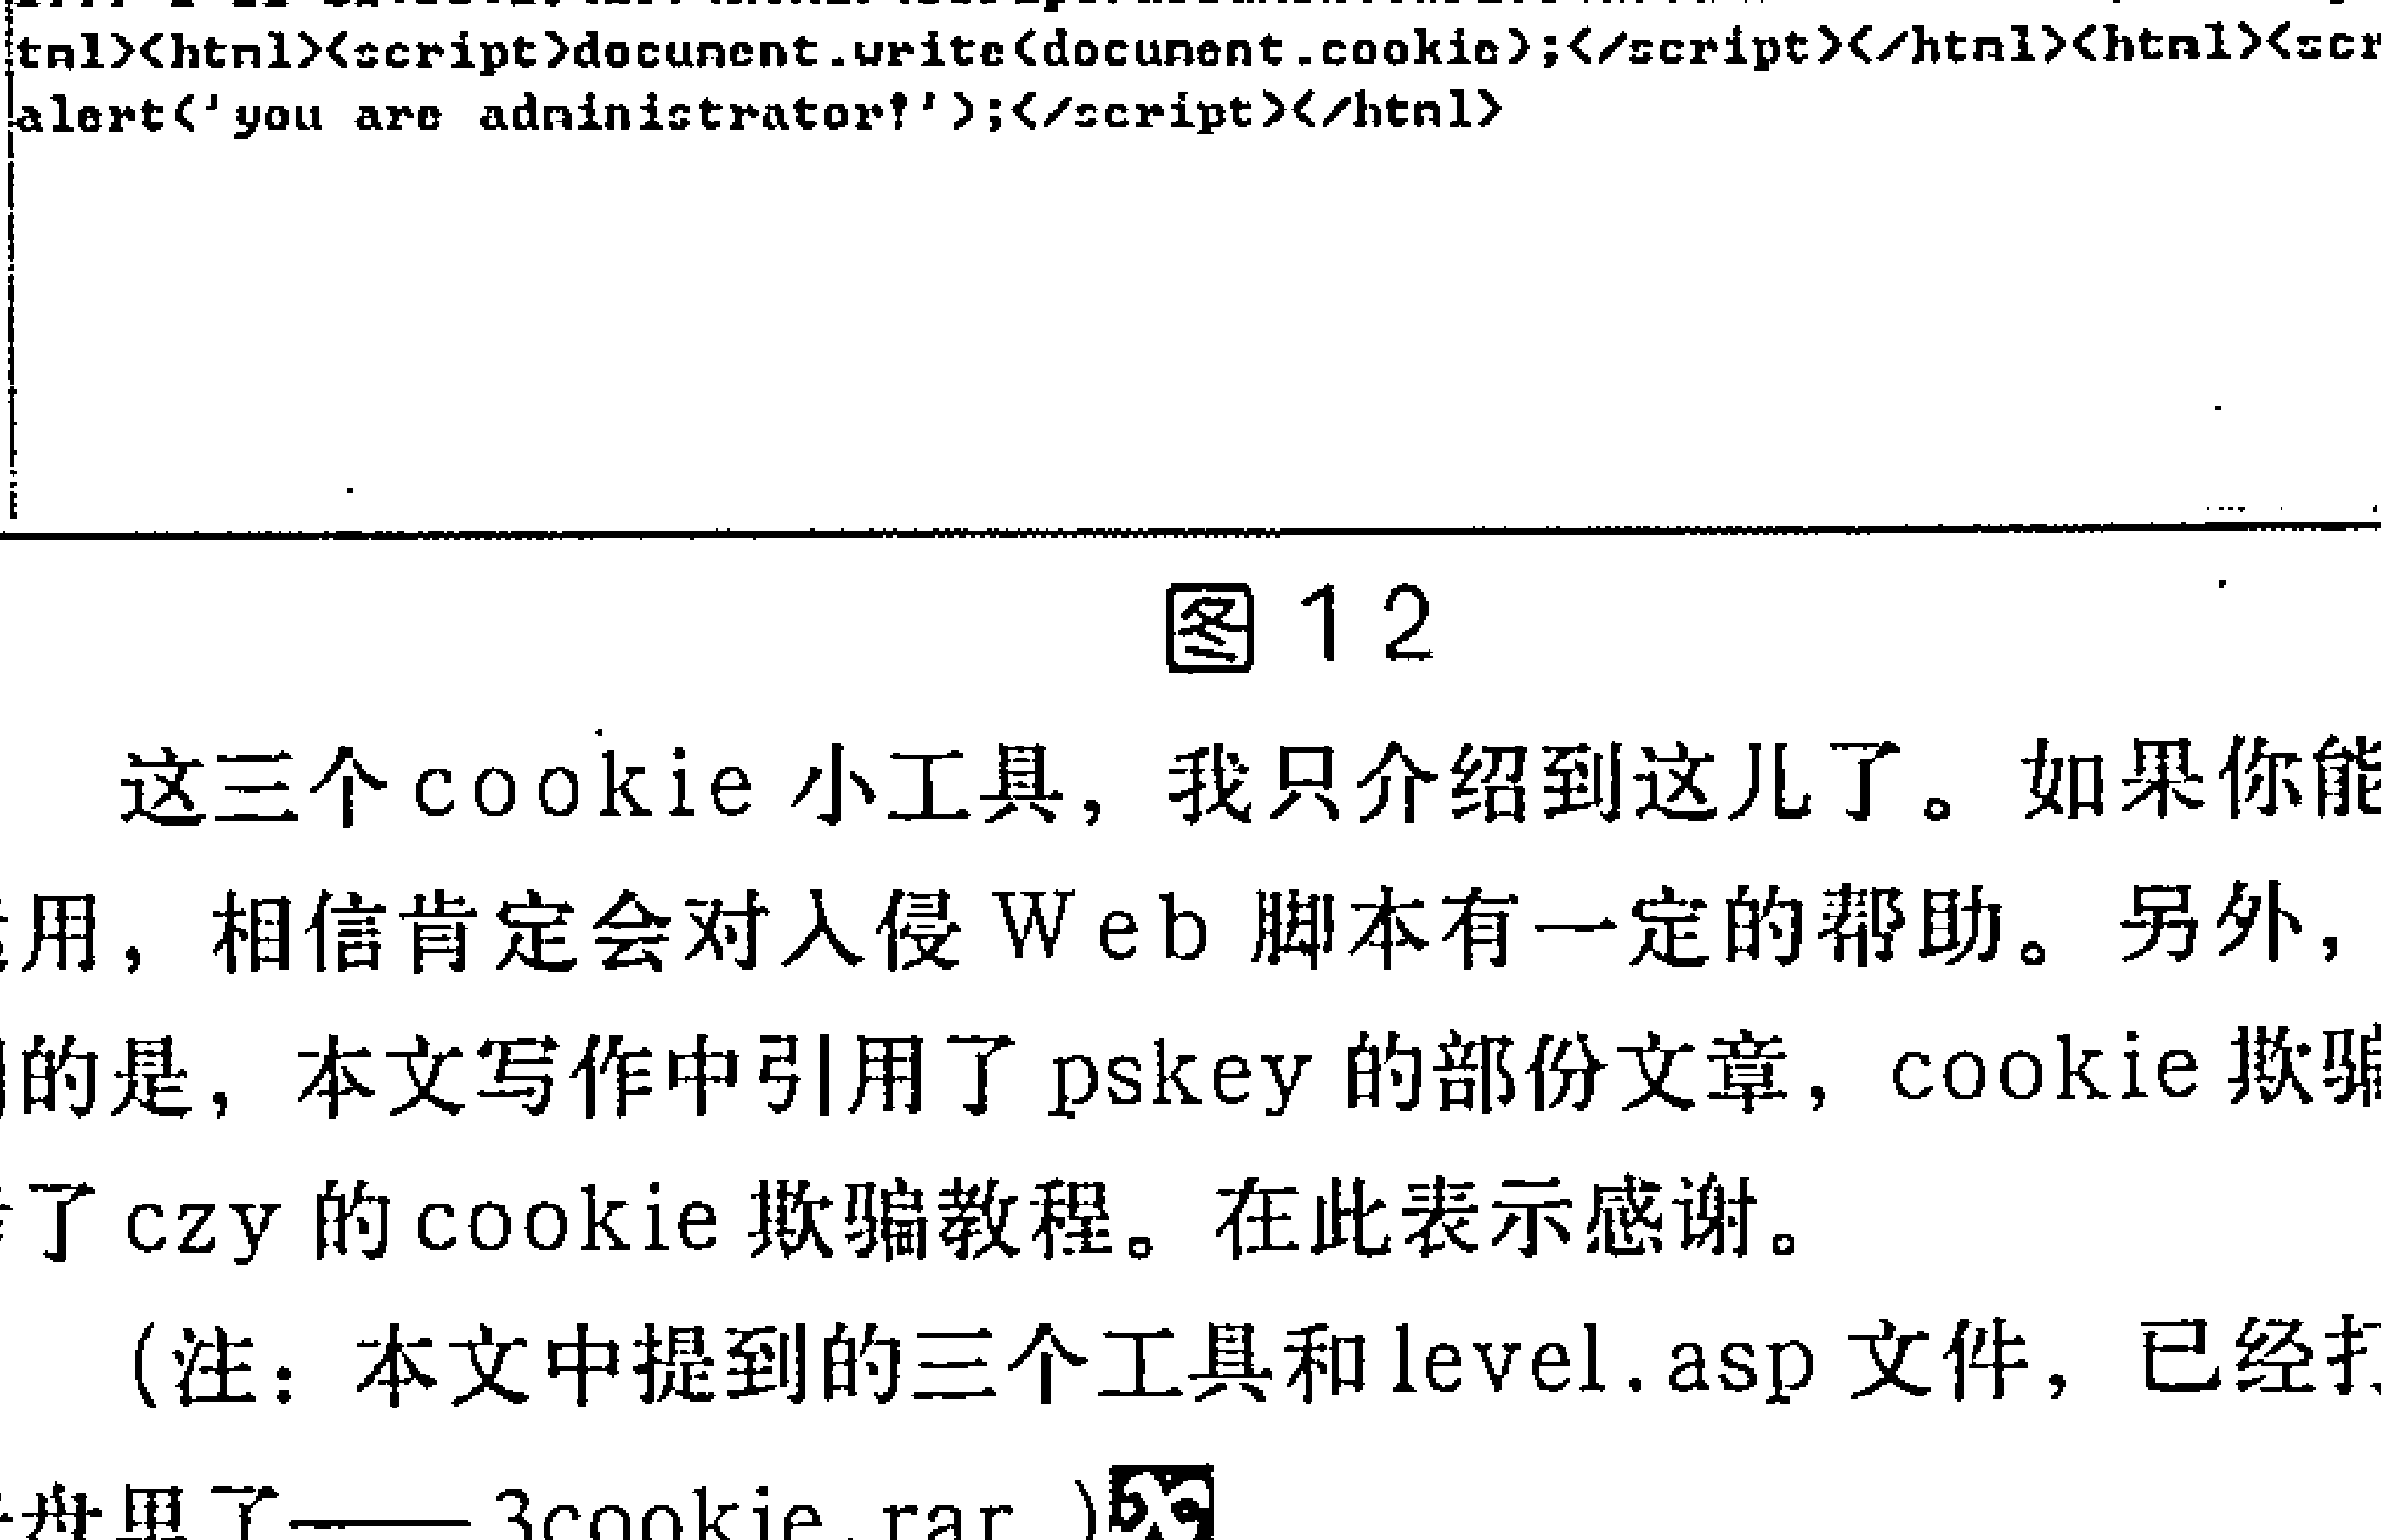 tml><html><script>document.write(document.cookie);</script></html><html><scr
alert('you are administrator!');</script></html>
图12
这三个cookie小工具，我只介绍到这儿了。如果你能
用，相信肯定会对入侵Web脚本有一定的帮助。另外，
的是，本文写作中引用了pskey的部份文章，cookie欺骗
了czy的cookie欺骗教程。在此表示感谢。
(注：本文中提到的三个工具和level.asp文件，已经打
盘里了——3cookie.rar )